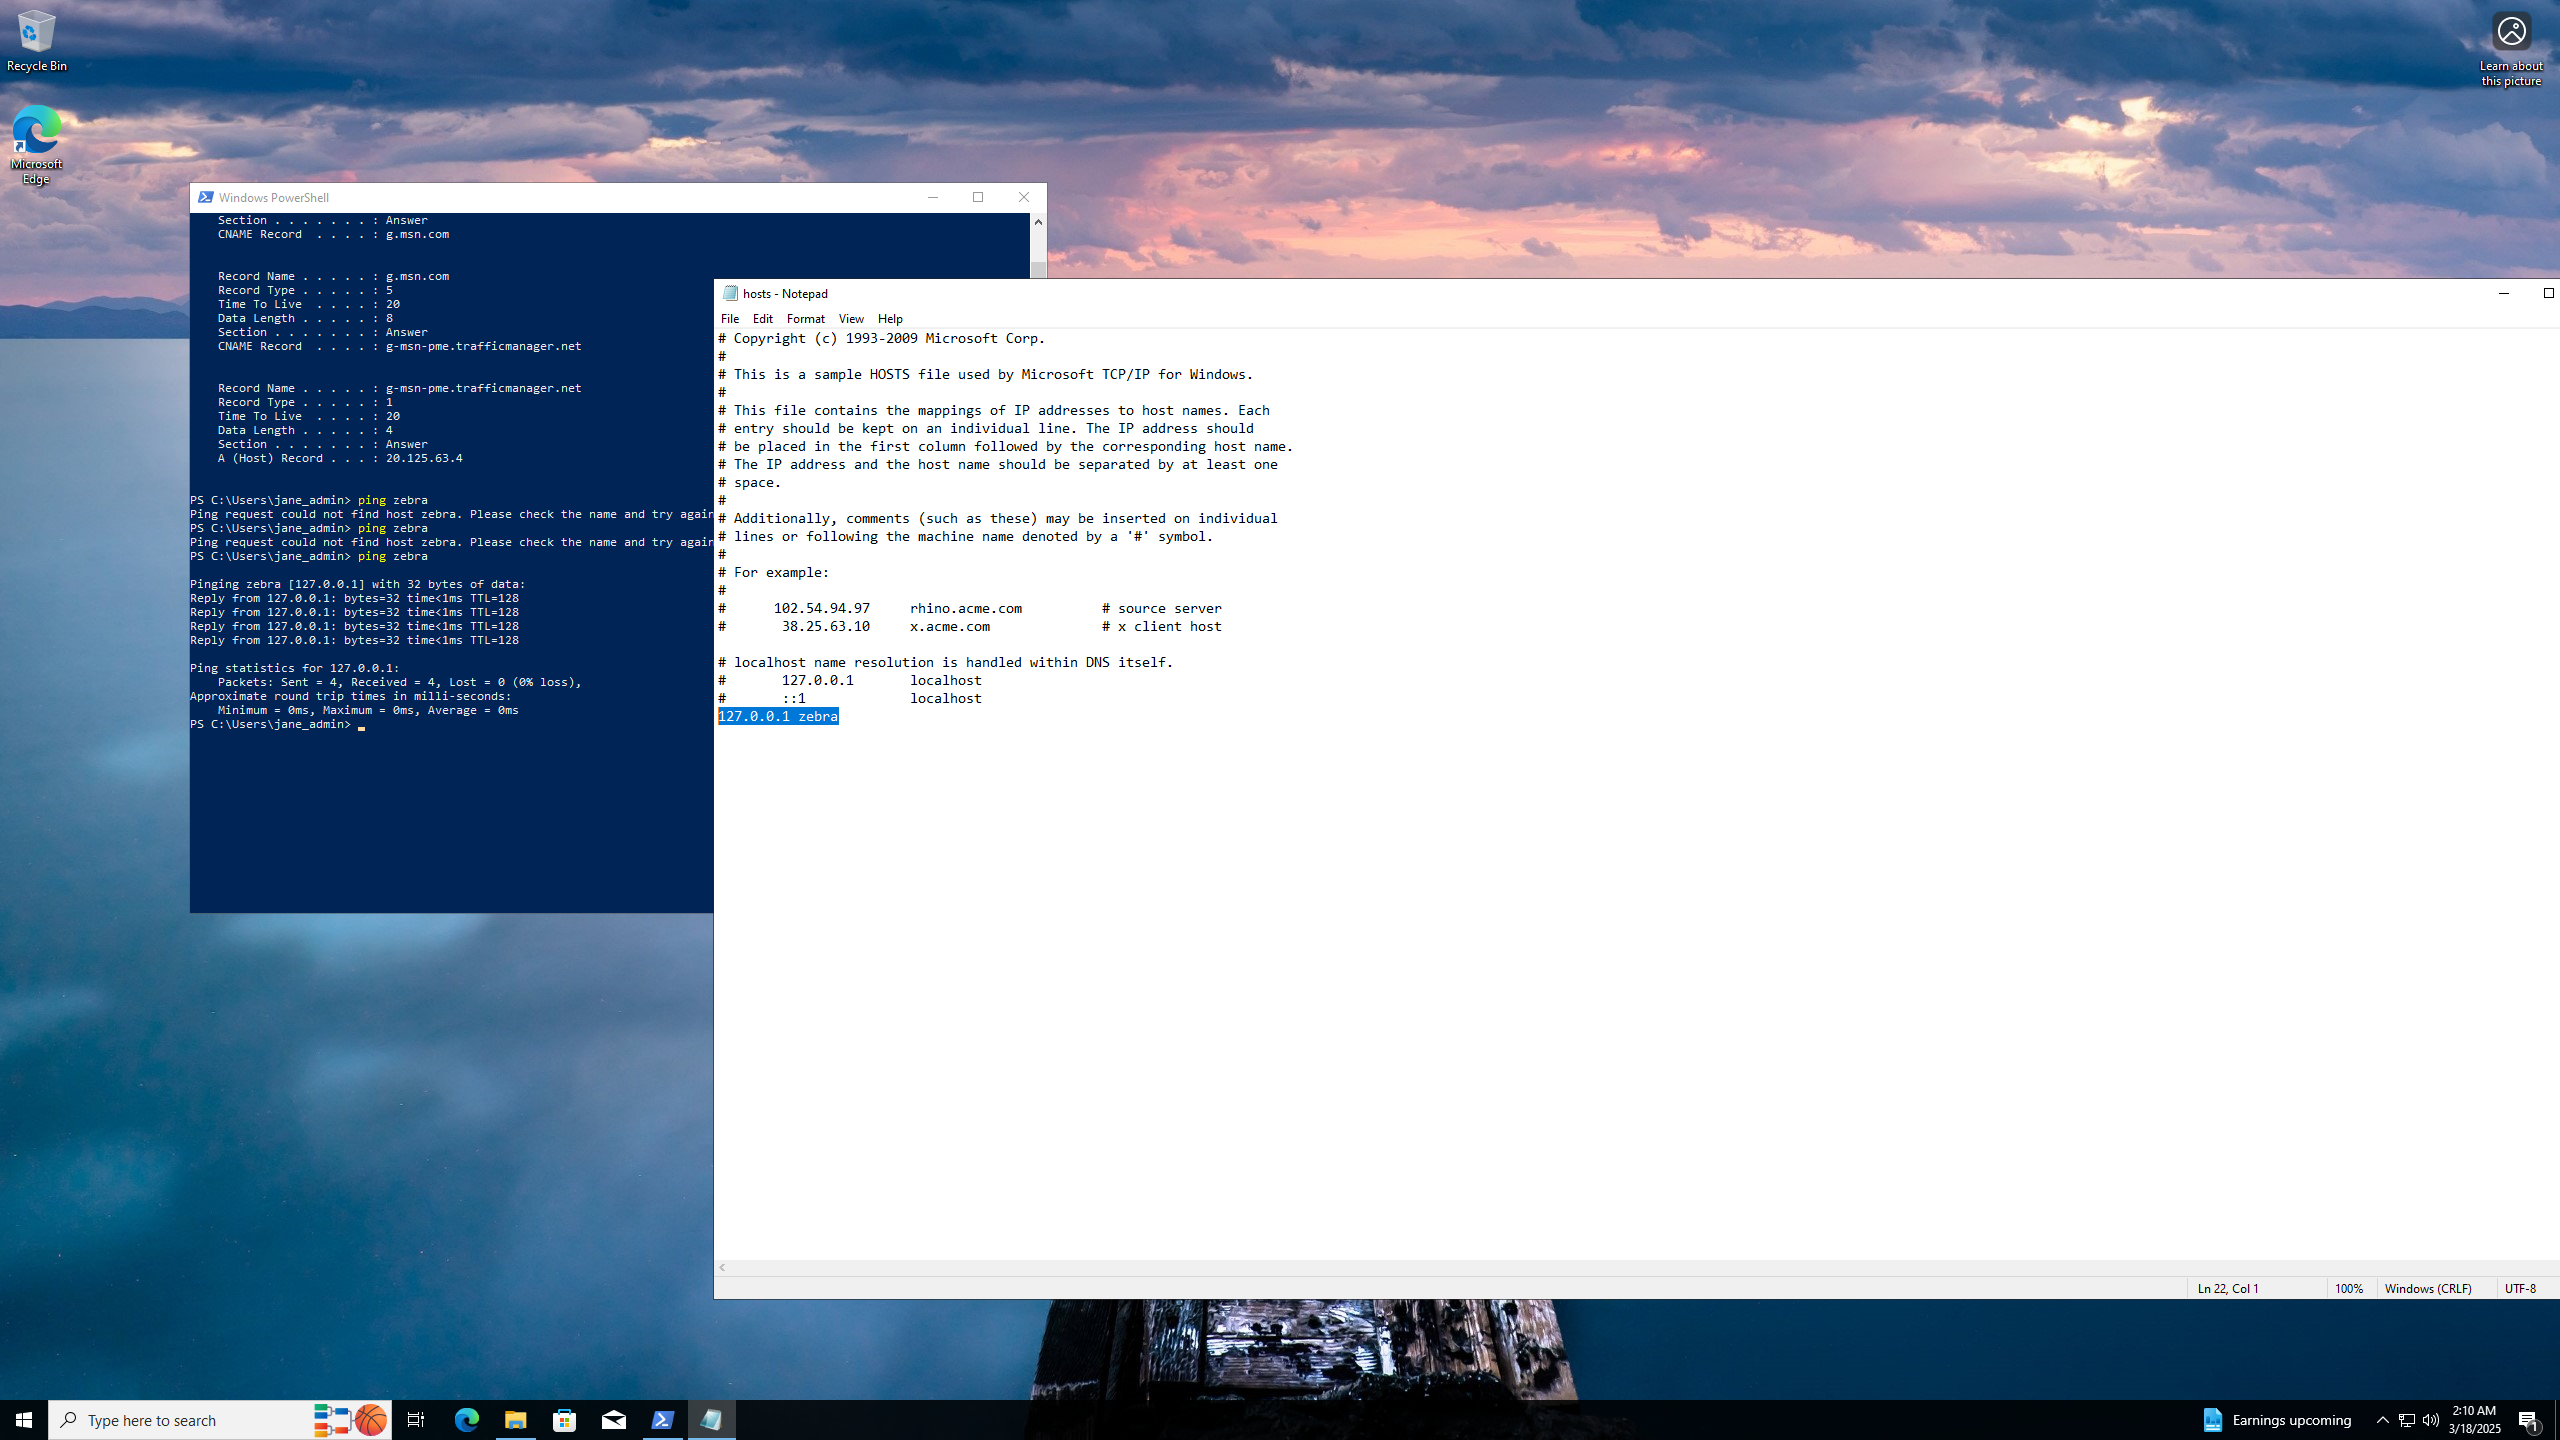 Recycle Bin
Microsoft
Edge
Learn about
this picture
Windows PowerShell
Section . . . . . . . : Answer
CNAME Record  . . . . : g.msn.com
Record Name . . . . . : g.msn.com
Record Type . . . . . : 5
Time To Live  . . . . : 20
Data Length . . . . . : 8
Section . . . . . . . : Answer
CNAME Record  . . . . : g-msn-pme.trafficmanager.net
Record Name . . . . . : g-msn-pme.trafficmanager.net
Record Type . . . . . : 1
Time To Live  . . . . : 20
Data Length . . . . . : 4
Section . . . . . . . : Answer
A (Host) Record . . . : 20.125.63.4
PS C:\Users\jane_admin> ping zebra
Ping request could not find host zebra. Please check the name and try again
PS C:\Users\jane_admin> ping zebra
Ping request could not find host zebra. Please check the name and try again
PS C:\Users\jane_admin> ping zebra
Pinging zebra [127.0.0.1] with 32 bytes of data:
Reply from 127.0.0.1: bytes=32 time<1ms TTL=128
Reply from 127.0.0.1: bytes=32 time<1ms TTL=128
Reply from 127.0.0.1: bytes=32 time<1ms TTL=128
Reply from 127.0.0.1: bytes=32 time<1ms TTL=128
Ping statistics for 127.0.0.1:
Packets: Sent = 4, Received = 4, Lost = 0 (0% loss),
Approximate round trip times in milli-seconds:
Minimum = 0ms, Maximum = 0ms, Average = 0ms
PS C:\Users\jane_admin>
hosts - Notepad
File Edit Format View Help
# Copyright (c) 1993-2009 Microsoft Corp.
#
# This is a sample HOSTS file used by Microsoft TCP/IP for Windows.
#
# This file contains the mappings of IP addresses to host names. Each
# entry should be kept on an individual line. The IP address should
# be placed in the first column followed by the corresponding host name.
# The IP address and the host name should be separated by at least one
# space.
#
# Additionally, comments (such as these) may be inserted on individual
# lines or following the machine name denoted by a '#' symbol.
#
# For example:
#
#      102.54.94.97     rhino.acme.com          # source server
#       38.25.63.10     x.acme.com              # x client host
# localhost name resolution is handled within DNS itself.
#       127.0.0.1       localhost
#       ::1             localhost
127.0.0.1 zebra
Ln 22, Col 1
100%
Windows (CRLF)
UTF-8
Type here to search
Earnings upcoming
2:10 AM
3/18/2025
1